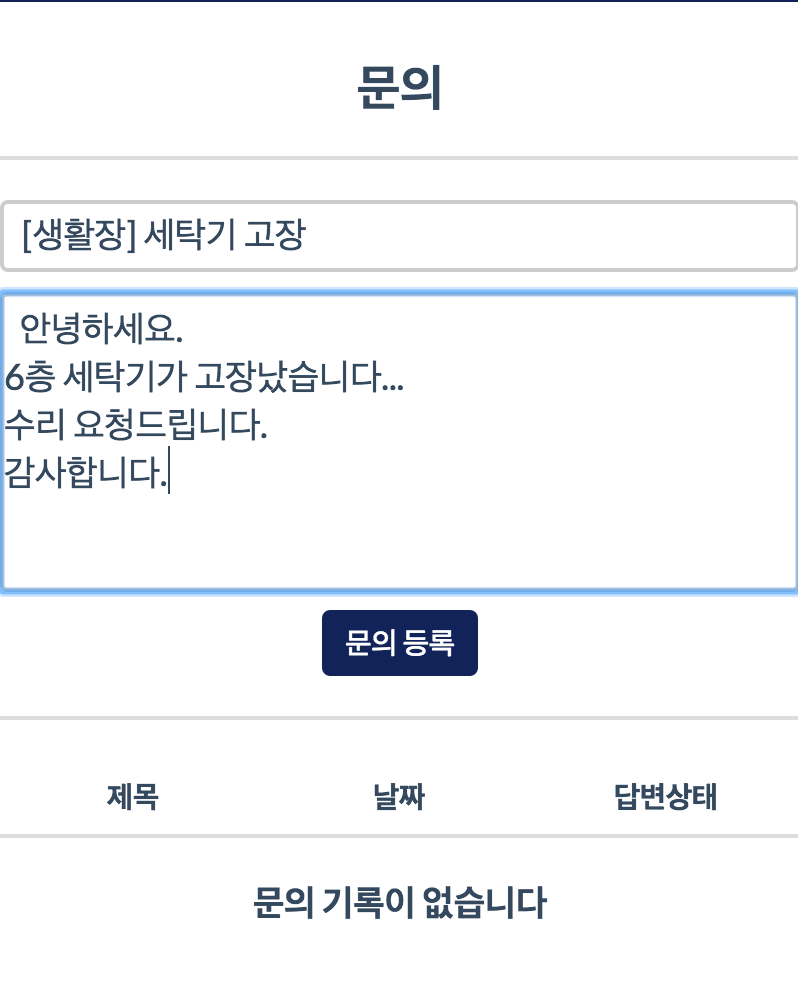 문의
[생활장] 세탁기 고장
안녕하세요.
6층 세탁기가 고장났습니다...
수리 요청드립니다.
감사합니다.
문의 등록
제목 날짜 답변상태
문의 기록이 없습니다